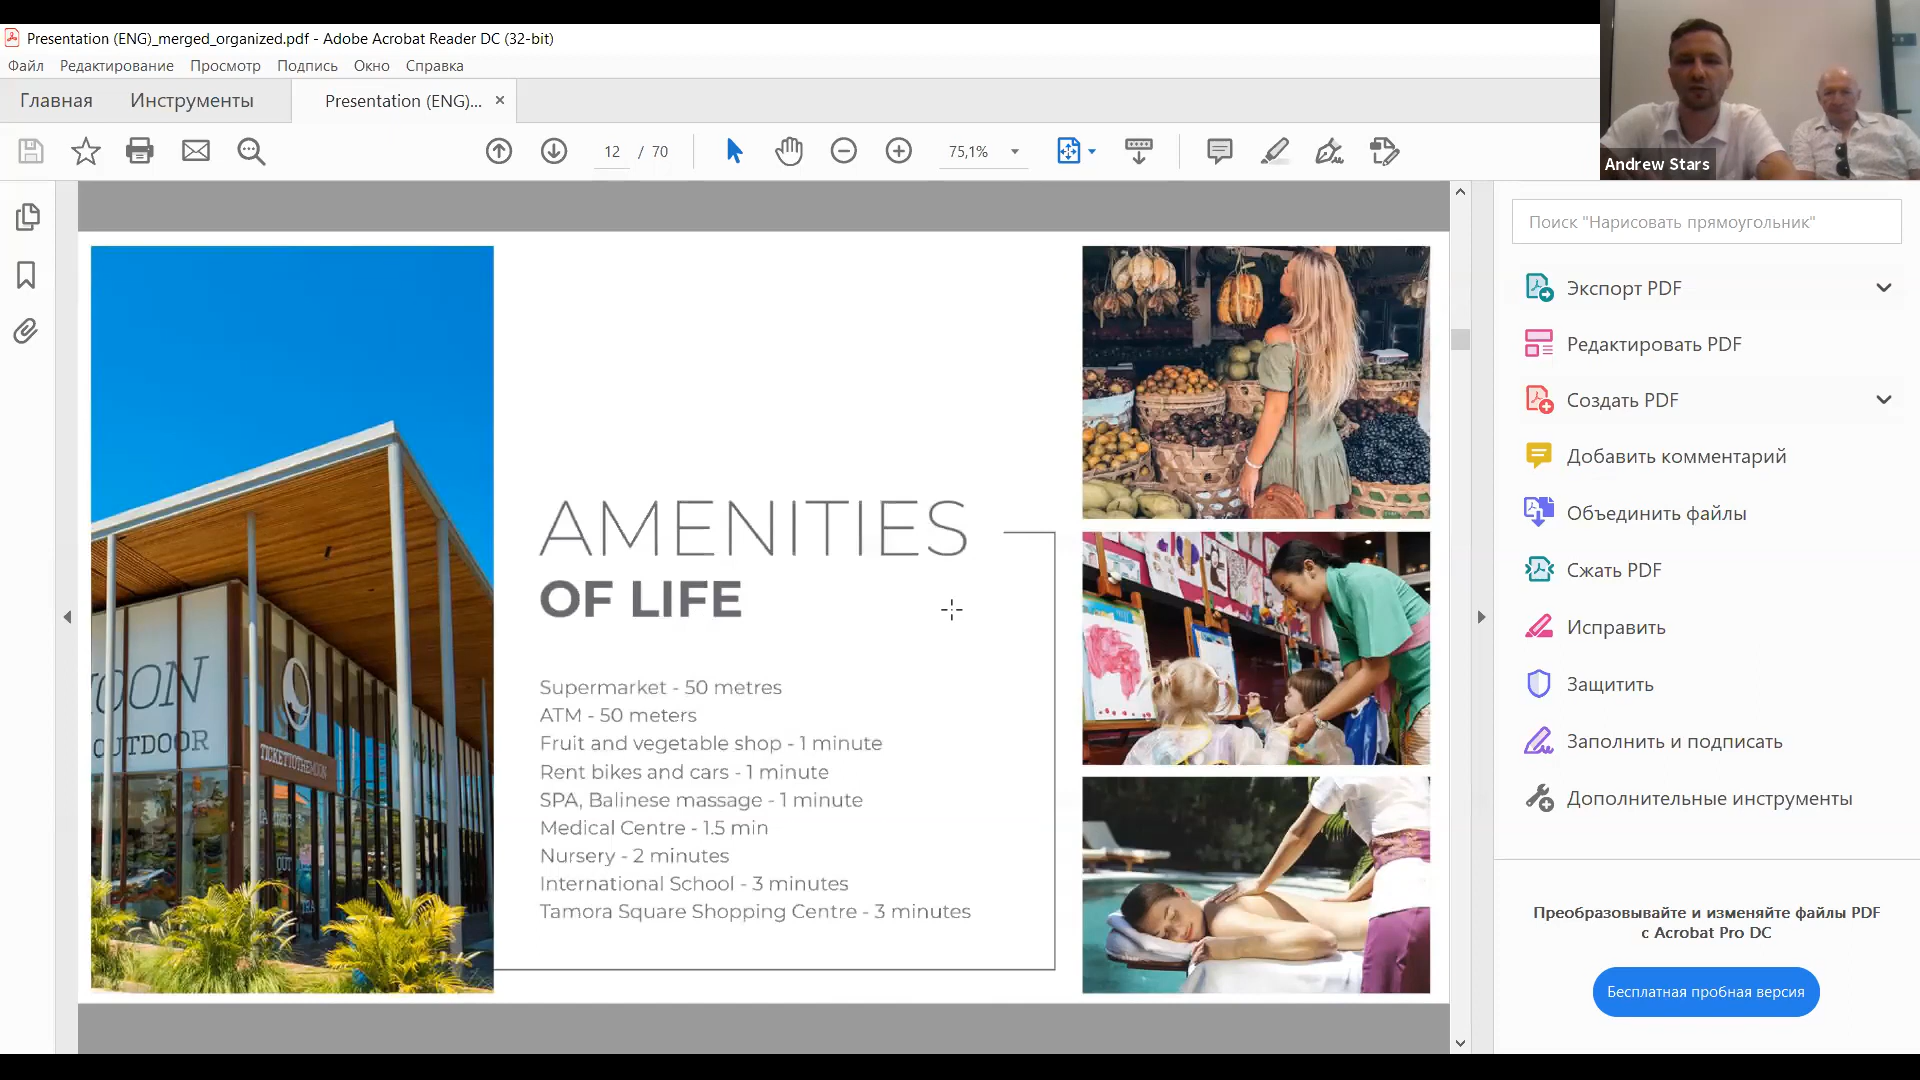 Presentation (ENG)_merged_organized.pdf - Adobe Acrobat Reader DC (32-bit)
Файл Редактирование Просмотр Подпись Окно Справка
Главная Инструменты Presentation (ENG)... ×
12 / 70 75,1%
Andrew Stars
AMENITIES
OF LIFE
Supermarket - 50 metres
ATM - 50 meters
Fruit and vegetable shop - 1 minute
Rent bikes and cars - 1 minute
SPA, Balinese massage - 1 minute
Medical Centre - 1.5 min
Nursery - 2 minutes
International School - 3 minutes
Tamora Square Shopping Centre - 3 minutes
OON
OUTDOOR
TICKETTOTHEMOON
Поиск "Нарисовать прямоугольник"
Экспорт PDF
Редактировать PDF
Создать PDF
Добавить комментарий
Объединить файлы
Сжать PDF
Исправить
Защитить
Заполнить и подписать
Дополнительные инструменты
Преобразовывайте и изменяйте файлы PDF
с Acrobat Pro DC
Бесплатная пробная версия